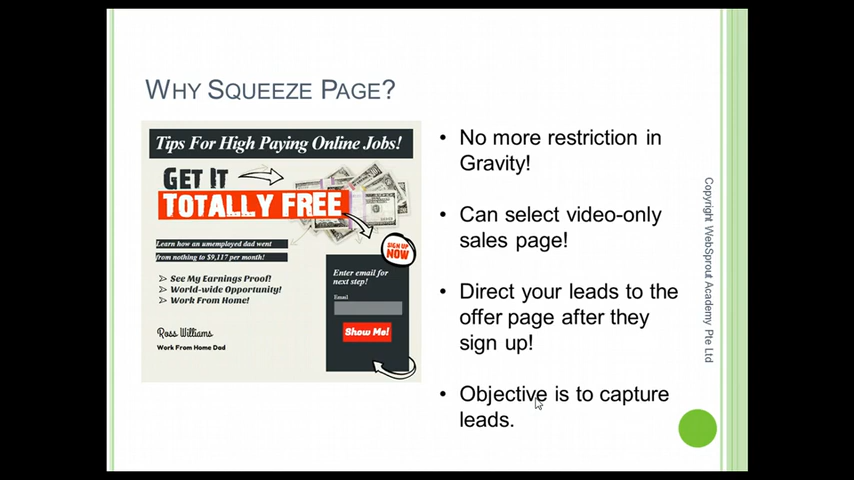 WHY SQUEEZE PAGE?
Tips For High Paying Online Jobs!
GET IT
TOTALLY FREE
SIGN UP
NOW
Learn how an unemployed dad went
from nothing to $9,117 per month!
See My Earnings Proof!
World-wide Opportunity!
Work From Home!
Ross Williams
Work From Home Dad
Enter email for
next step!
Email
Show Me!
• No more restriction in
Gravity!
• Can select video-only
sales page!
• Direct your leads to the
offer page after they
sign up!
• Objective is to capture
leads.
Copyright WebSprout Academy Pte Ltd